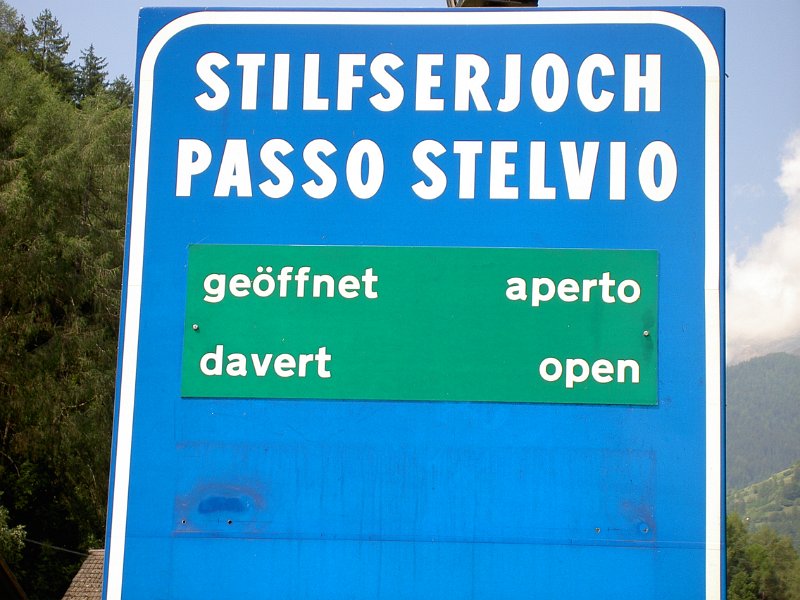 STILFSERJOCH
PASSO STELVIO
geöffnet aperto
davert open